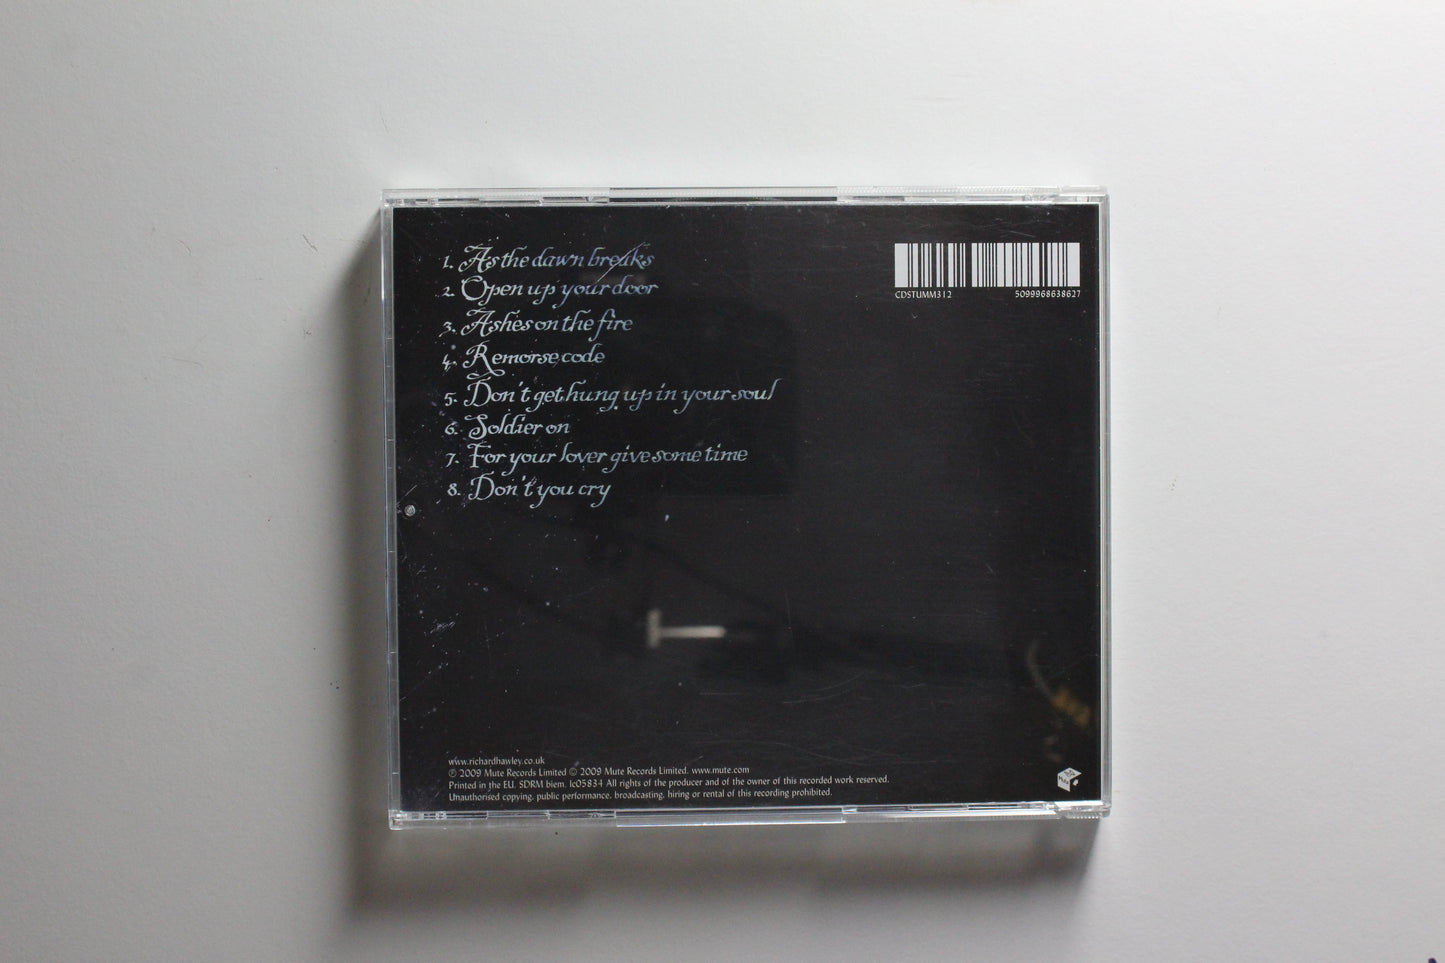 1. As the dawn breaks
2. Open up your door
3. Ashes on the fire
4. Remorse code
5. Don't get hung up in your soul
6. Soldier on
7. For your lover give some time
8. Don't you cry
CDSTUMM312 5099968638627
www.richardhawley.co.uk
℗ 2009 Mute Records Limited © 2009 Mute Records Limited. www.mute.com
Printed in the EU. SDRM biem. lc05834 All rights of the producer and of the owner of this recorded work reserved.
Unauthorised copying, public performance, broadcasting, hiring or rental of this recording prohibited.